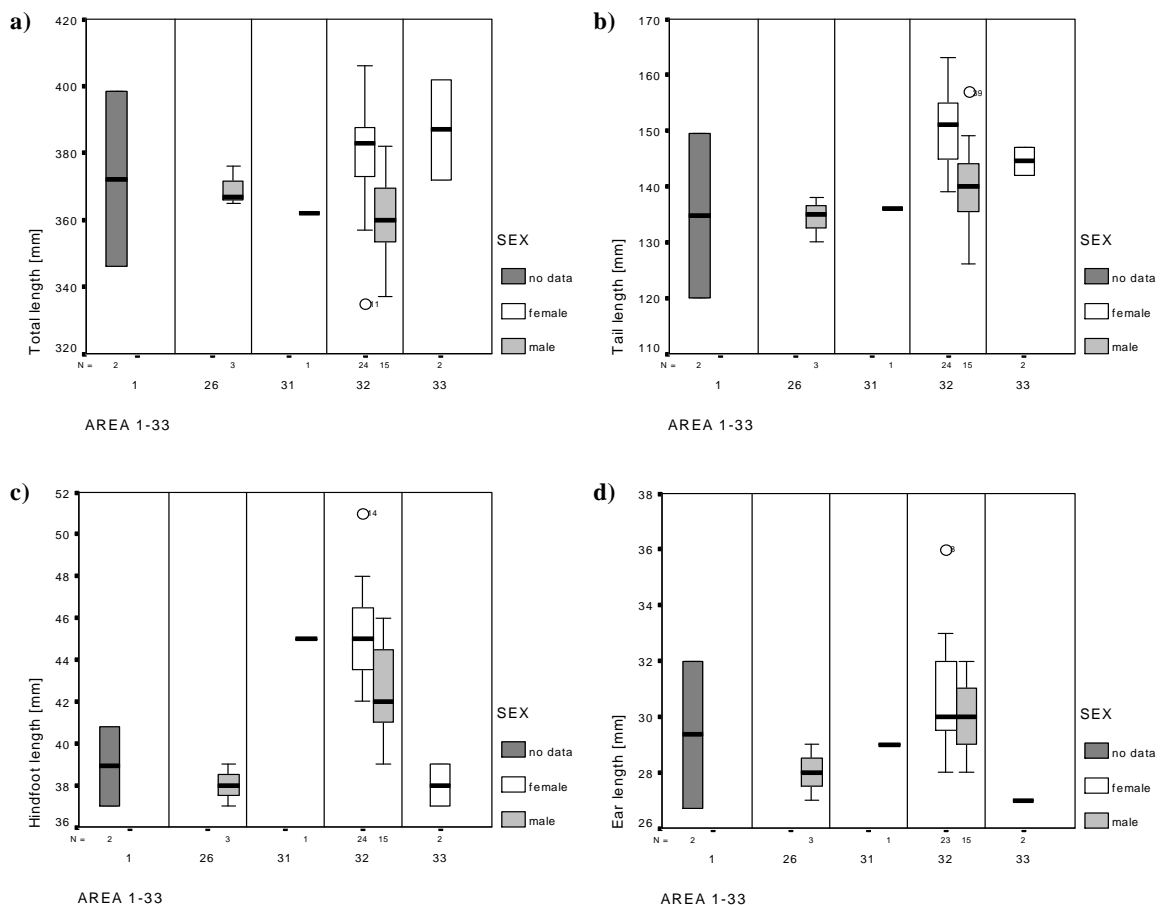 a)
420
400
380
360
340
320
Total length [mm]
11
N = 2 3 1 24 15 2
1 26 31 32 33
AREA 1-33
SEX
no data
female
male
b)
170
160
150
140
130
120
110
Tail length [mm]
39
N = 2 3 1 24 15 2
1 26 31 32 33
AREA 1-33
SEX
no data
female
male
c)
52
50
48
46
44
42
40
38
36
Hindfoot length [mm]
14
N = 2 3 1 24 15 2
1 26 31 32 33
AREA 1-33
SEX
no data
female
male
d)
38
36
34
32
30
28
26
Ear length [mm]
N = 2 3 1 23 15 2
1 26 31 32 33
AREA 1-33
SEX
no data
female
male